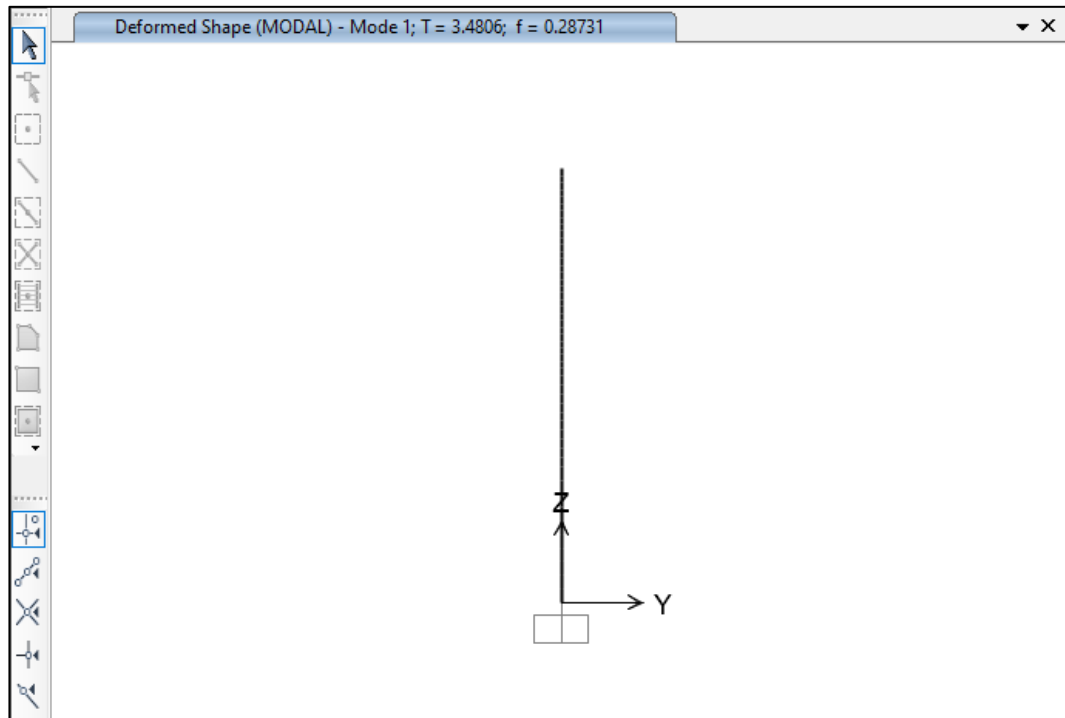 Deformed Shape (MODAL) - Mode 1; T = 3.4806; f = 0.28731
Z
Y